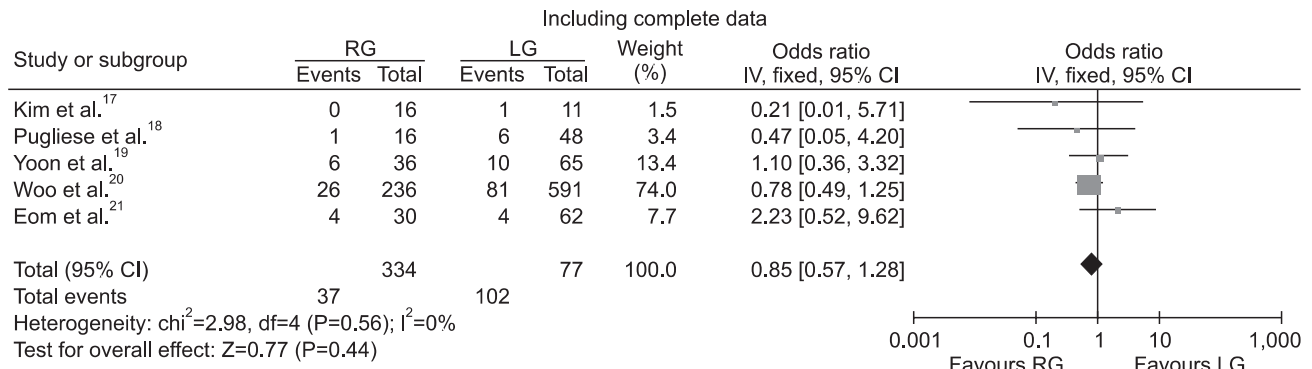 Including complete data
Study or subgroup RG LG Weight (%) Odds ratio IV, fixed, 95% CI Odds ratio IV, fixed, 95% CI
Events Total Events Total
Kim et al.17 0 16 1 11 1.5 0.21 [0.01, 5.71]
Pugliese et al.18 1 16 6 48 3.4 0.47 [0.05, 4.20]
Yoon et al.19 6 36 10 65 13.4 1.10 [0.36, 3.32]
Woo et al.20 26 236 81 591 74.0 0.78 [0.49, 1.25]
Eom et al.21 4 30 4 62 7.7 2.23 [0.52, 9.62]
Total (95% CI) 334 77 100.0 0.85 [0.57, 1.28]
Total events 37 102
Heterogeneity: chi2=2.98, df=4 (P=0.56); I2=0%
Test for overall effect: Z=0.77 (P=0.44)
0.001 0.1 1 10 1,000
Favours RG Favours LG